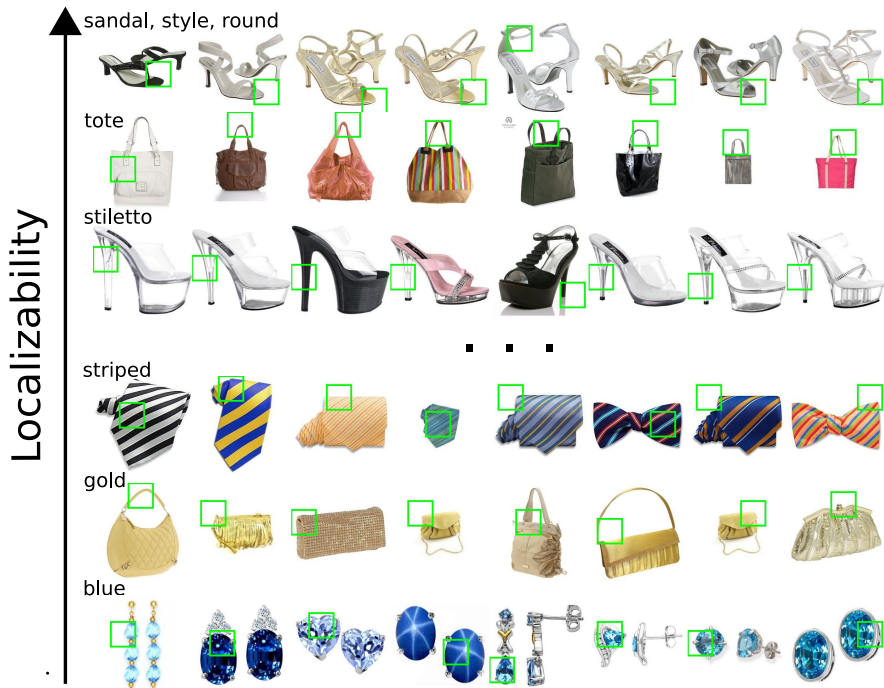 sandal, style, round
tote
stiletto
Localizability
. . .
striped
gold
blue